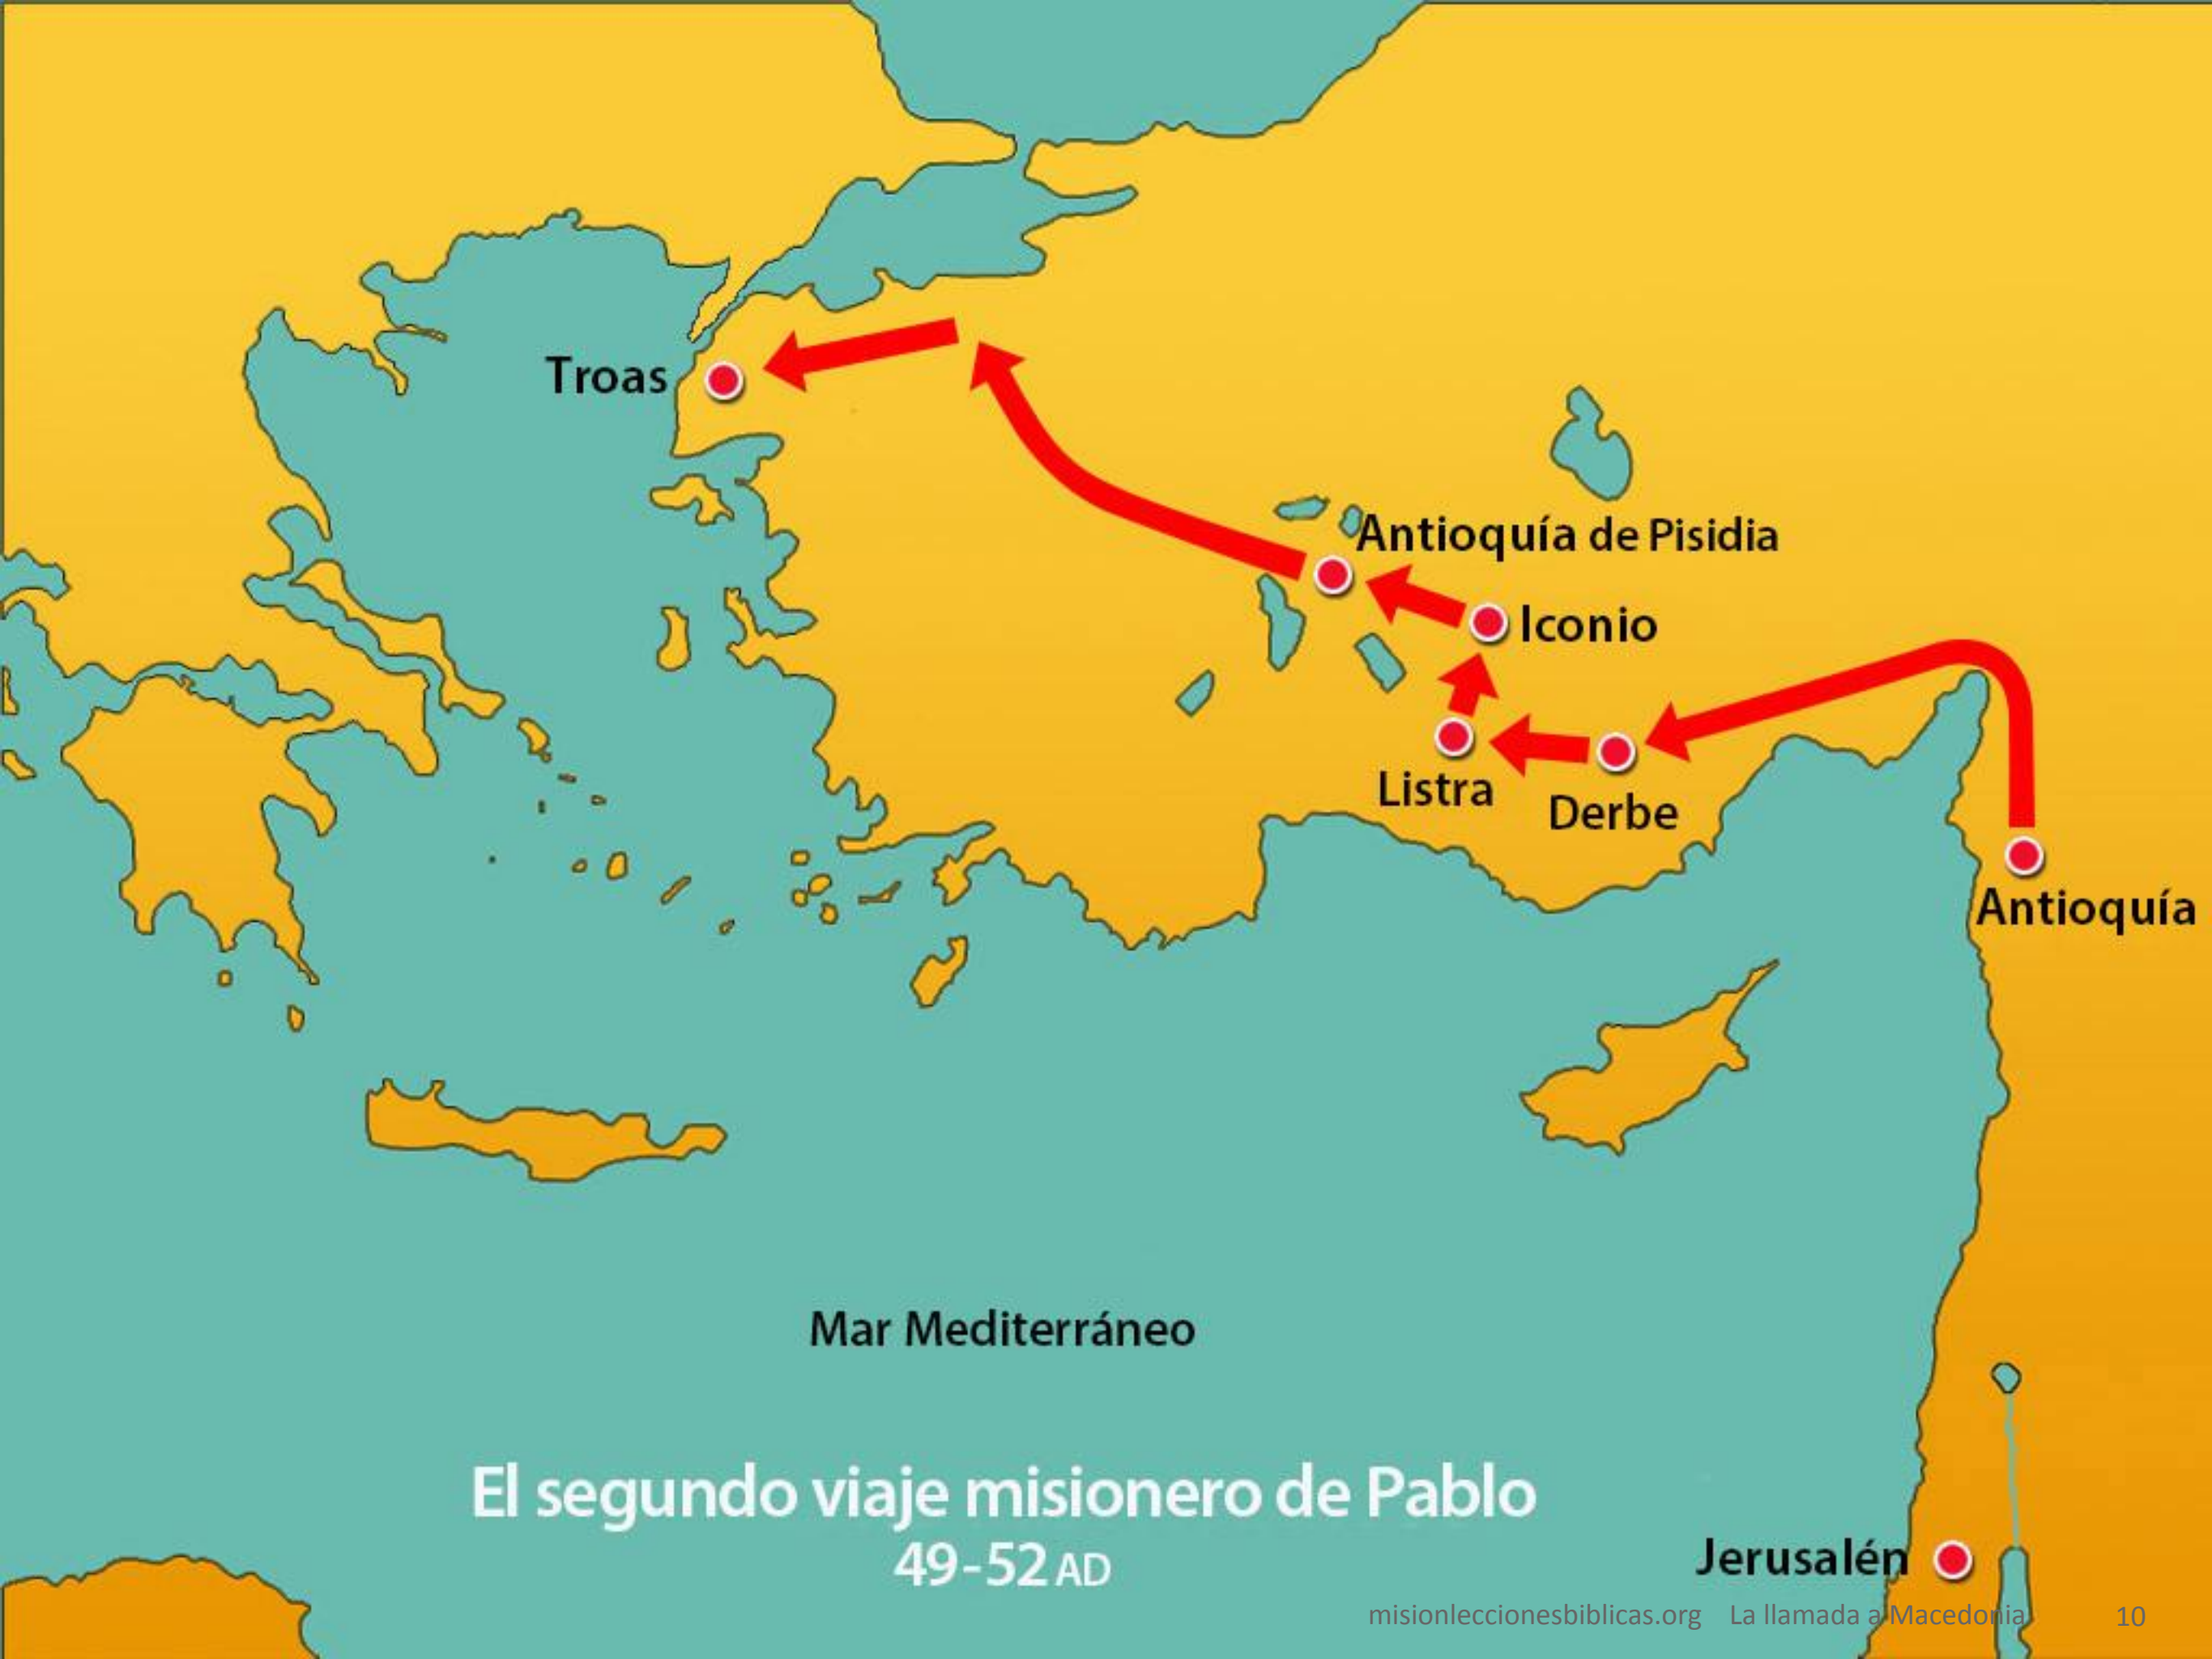 Troas
Antioquía de Pisidia
Iconio
Listra
Derbe
Antioquía
Mar Mediterráneo
El segundo viaje misionero de Pablo
49-52 AD
Jerusalén
misionleccionesbiblicas.org La llamada a Macedonia 10